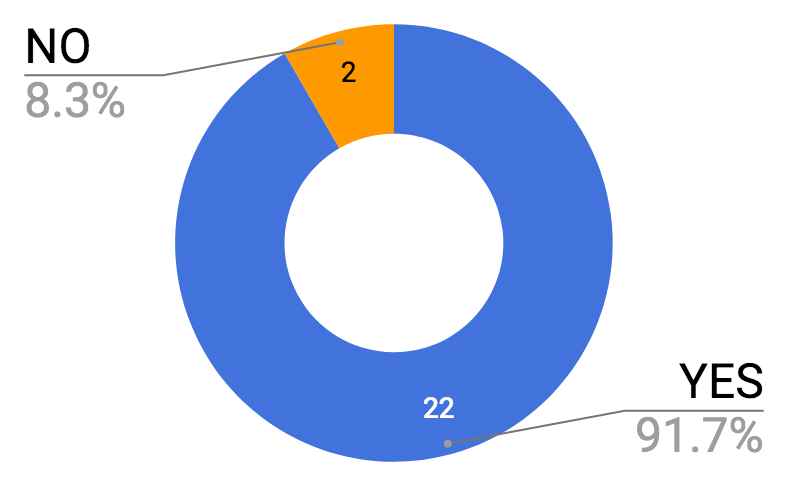 NO
8.3%
2
22
YES
91.7%